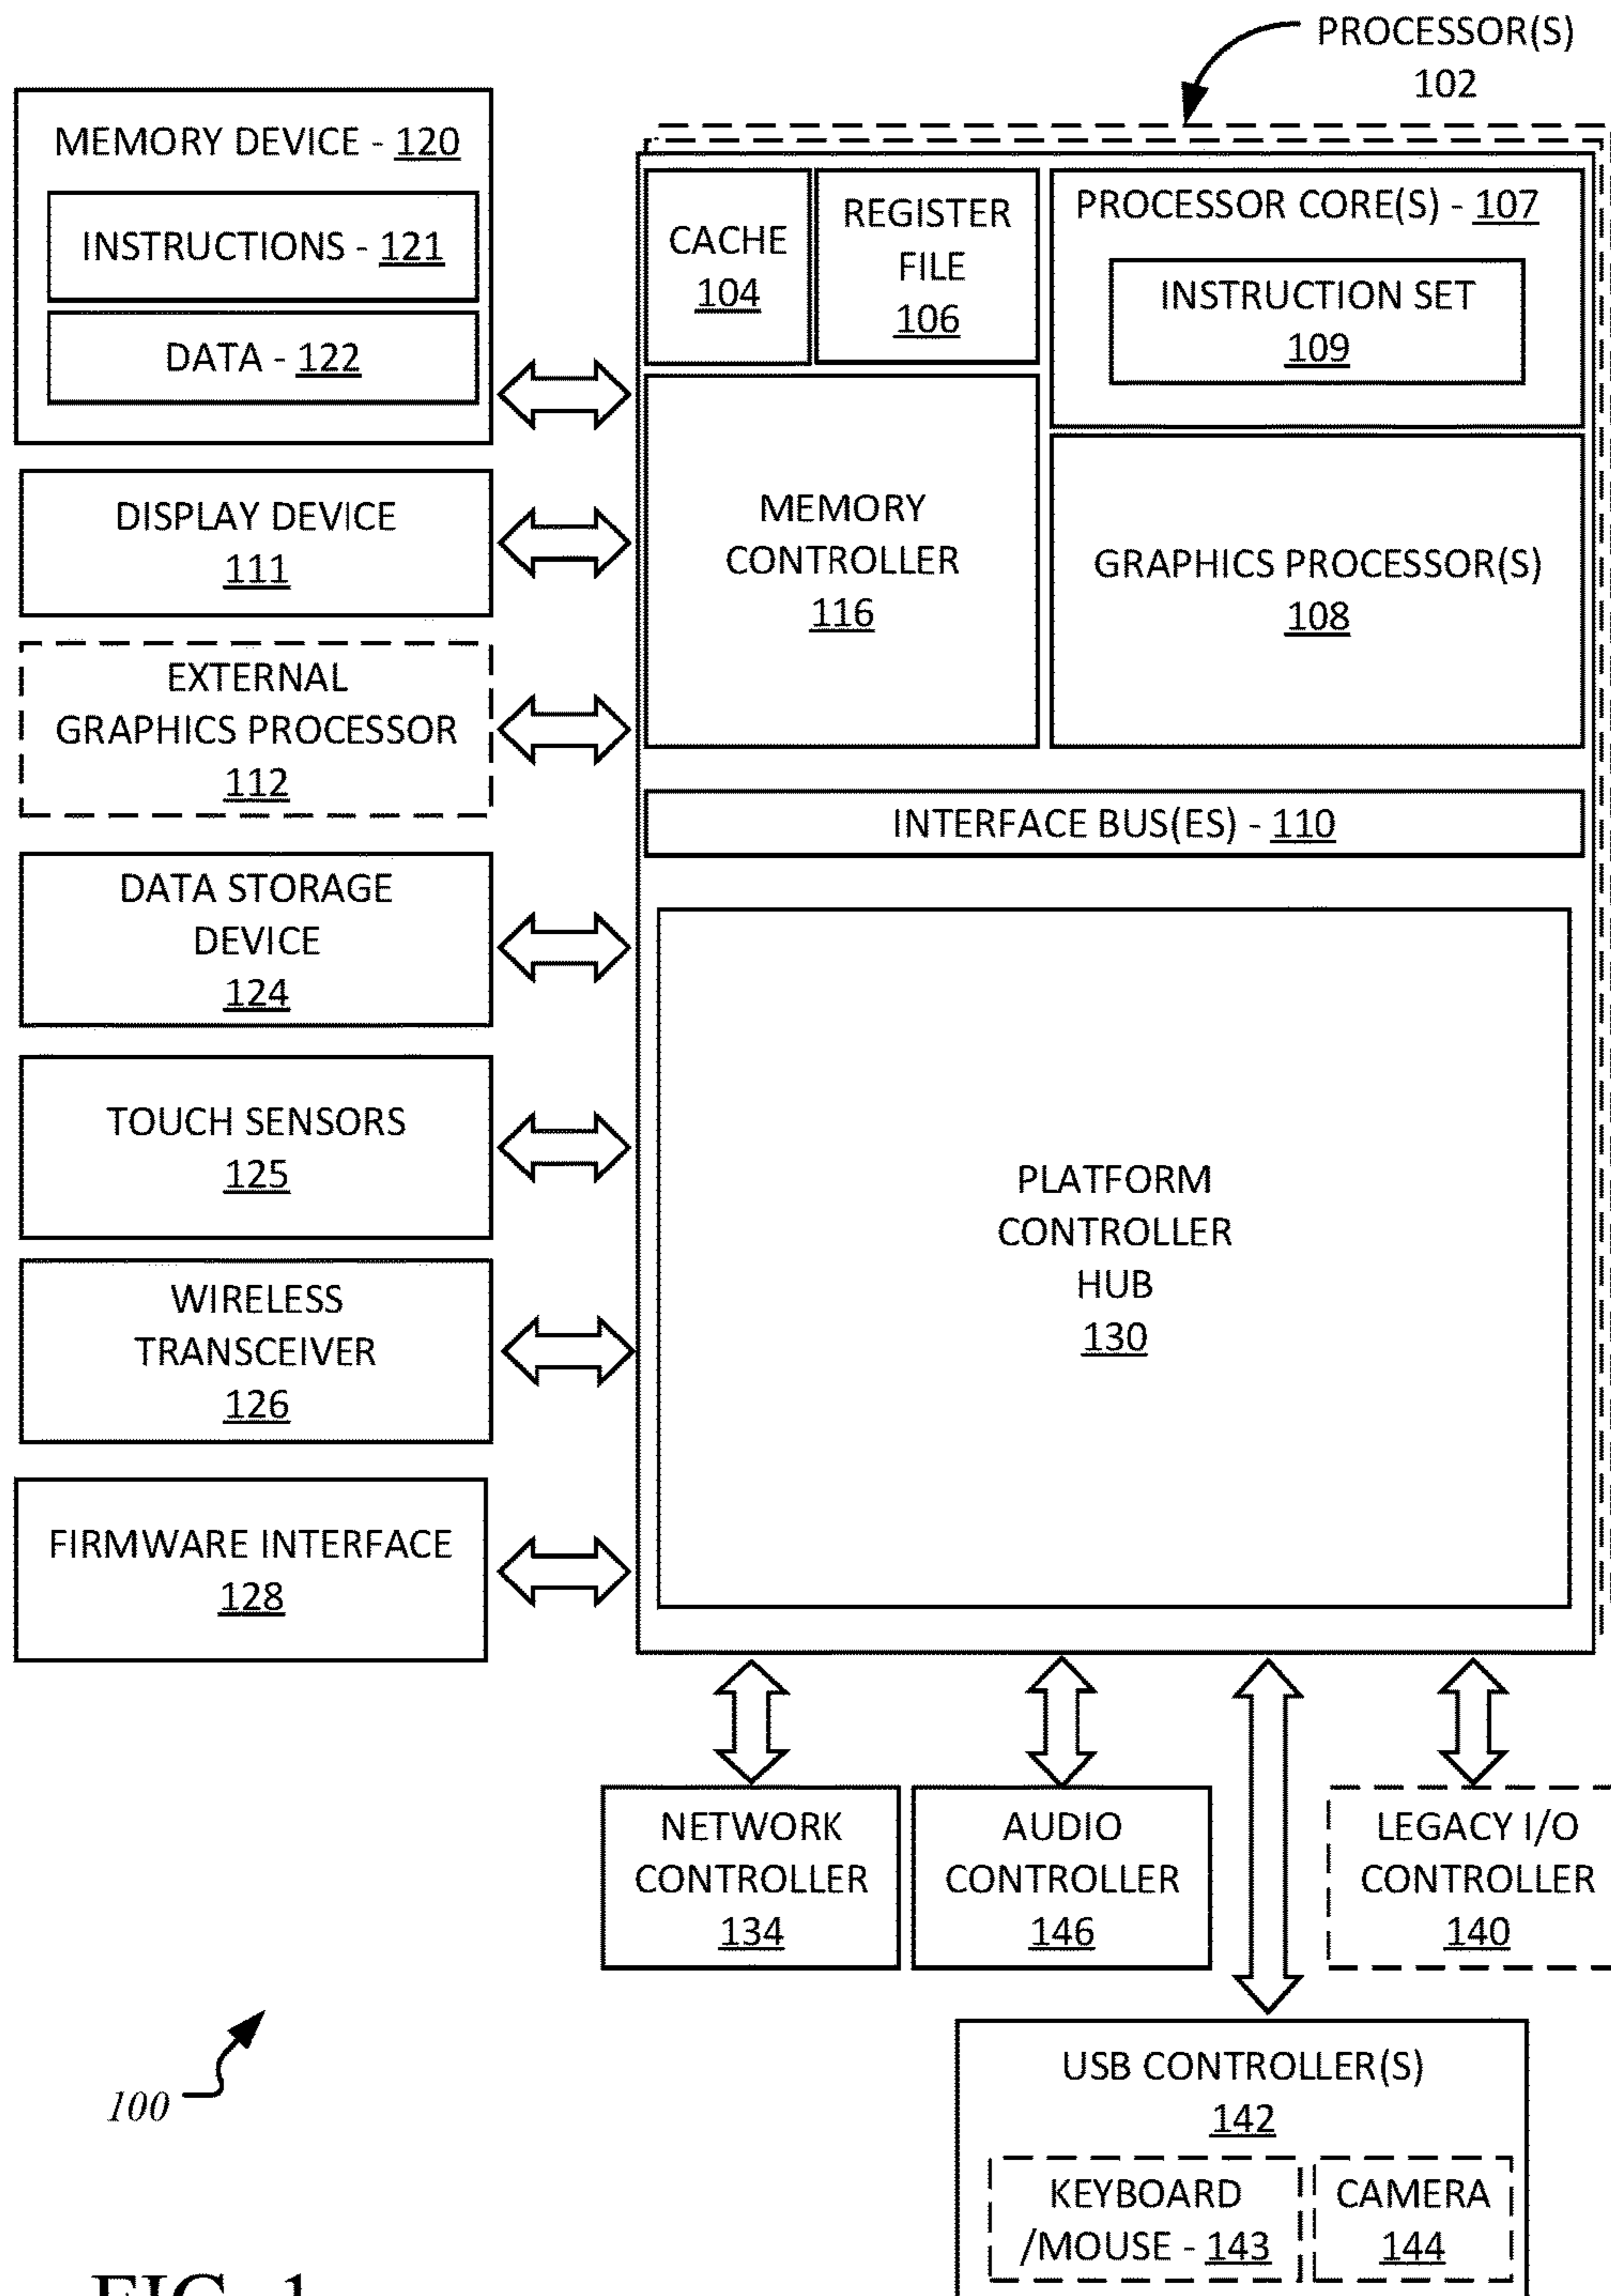 PROCESSOR(S)
102
MEMORY DEVICE - 120
INSTRUCTIONS - 121
DATA - 122
DISPLAY DEVICE
111
EXTERNAL
GRAPHICS PROCESSOR
112
DATA STORAGE
DEVICE
124
TOUCH SENSORS
125
WIRELESS
TRANSCEIVER
126
FIRMWARE INTERFACE
128
CACHE
104
REGISTER
FILE
106
PROCESSOR CORE(S) - 107
INSTRUCTION SET
109
MEMORY
CONTROLLER
116
GRAPHICS PROCESSOR(S)
108
INTERFACE BUS(ES) - 110
PLATFORM
CONTROLLER
HUB
130
NETWORK
CONTROLLER
134
AUDIO
CONTROLLER
146
LEGACY I/O
CONTROLLER
140
USB CONTROLLER(S)
142
KEYBOARD
/MOUSE - 143
CAMERA
144
100
FIG. 1